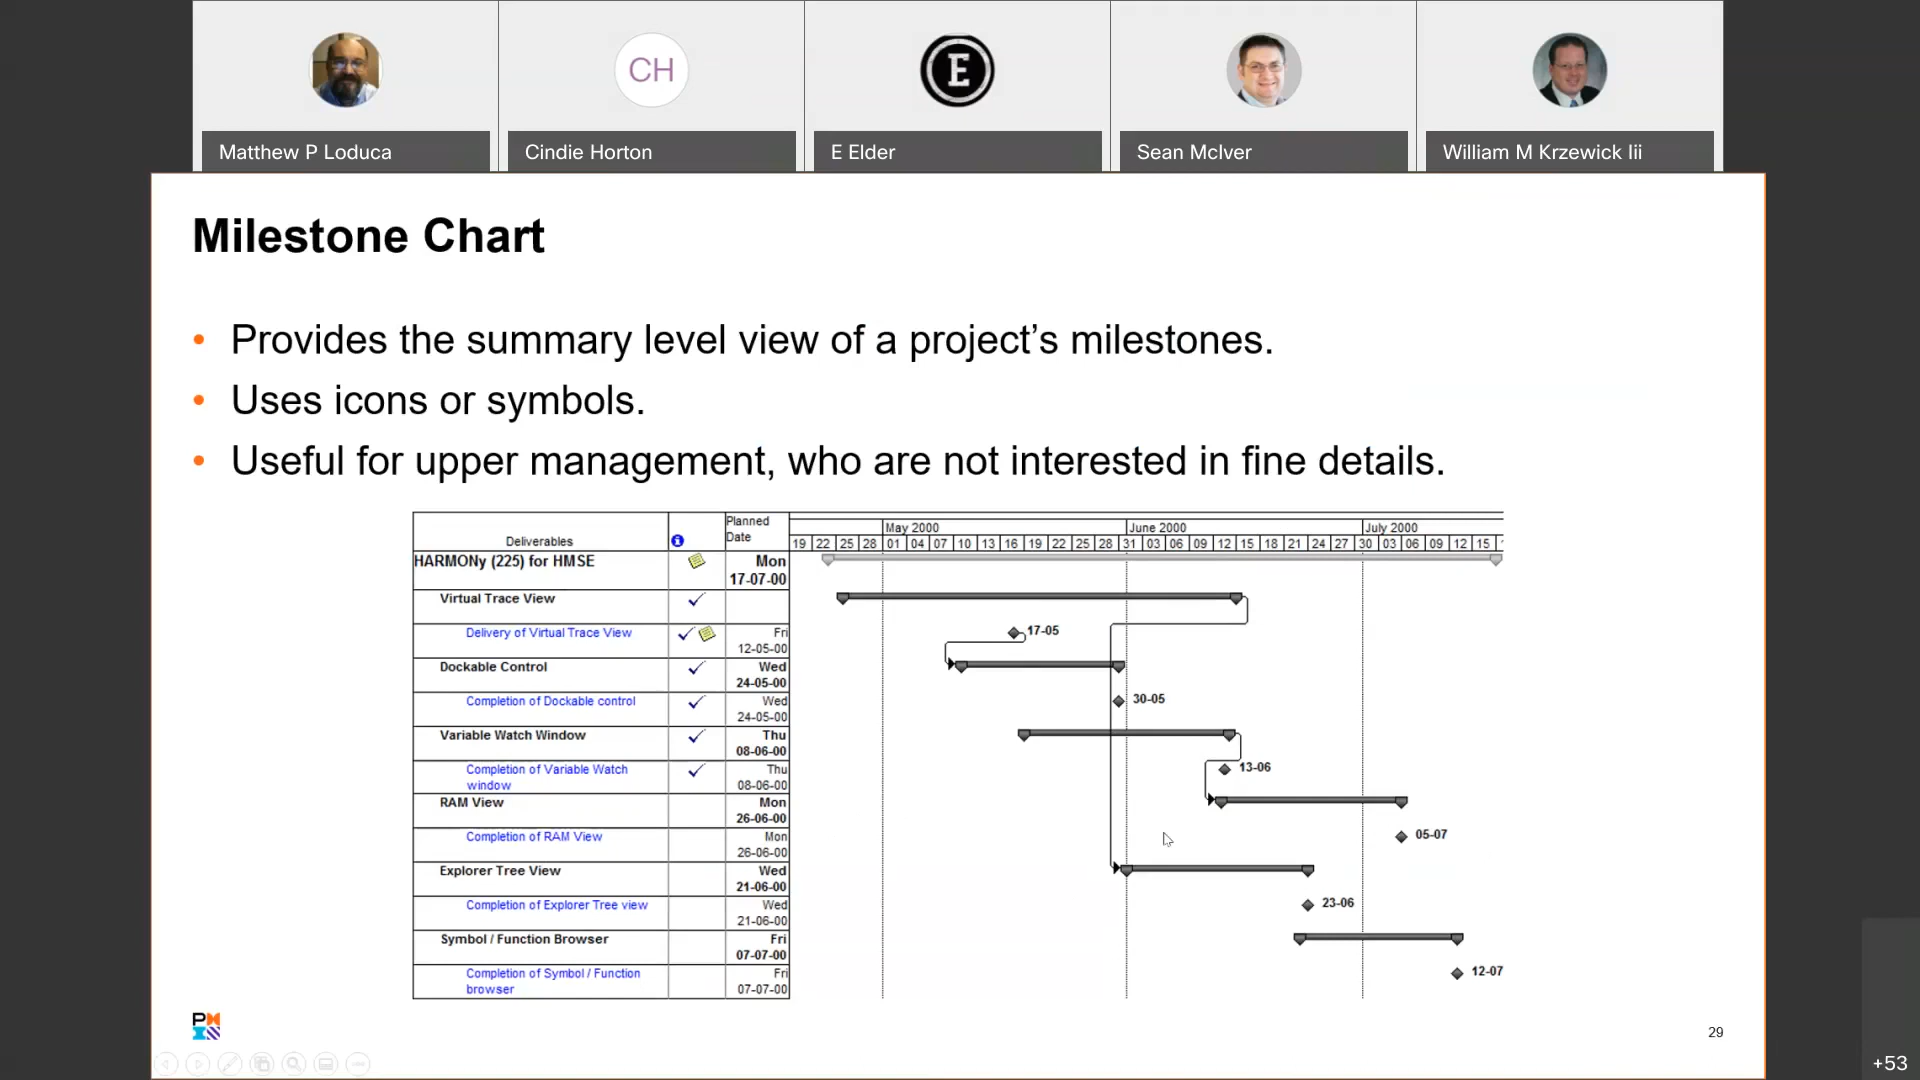 CH
E
Matthew P Loduca
Cindie Horton
E Elder
Sean McIver
William M Krzewick Iii
Milestone Chart
• Provides the summary level view of a project’s milestones.
• Uses icons or symbols.
• Useful for upper management, who are not interested in fine details.
Deliverables
Planned
Date
May 2000
June 2000
July 2000
19 22 25 28 01 04 07 10 13 16 19 22 25 28 31 03 06 09 12 15 18 21 24 27 30 03 06 09 12 15
HARMONy (225) for HMSE Mon
17-07-00
Virtual Trace View
Delivery of Virtual Trace View Fri 17-05
12-05-00
Dockable Control Wed
24-05-00
Completion of Dockable control Wed 30-05
24-05-00
Variable Watch Window Thu
08-06-00
Completion of Variable Watch Thu 13-06
window 08-06-00
RAM View Mon
26-06-00
Completion of RAM View Mon 05-07
26-06-00
Explorer Tree View Wed
21-06-00
Completion of Explorer Tree view Wed 23-06
21-06-00
Symbol / Function Browser Fri
07-07-00
Completion of Symbol / Function Fri 12-07
browser 07-07-00
29
+53